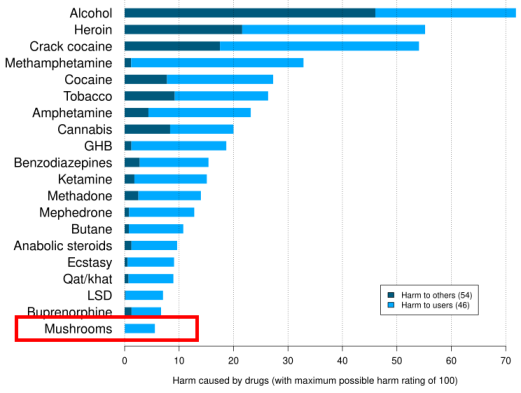 Alcohol
Heroin
Crack cocaine
Methamphetamine
Cocaine
Tobacco
Amphetamine
Cannabis
GHB
Benzodiazepines
Ketamine
Methadone
Mephedrone
Butane
Anabolic steroids
Ecstasy
Qat/khat
LSD
Buprenorphine
Mushrooms
Harm to others (54)
Harm to users (46)
0 10 20 30 40 50 60 70
Harm caused by drugs (with maximum possible harm rating of 100)